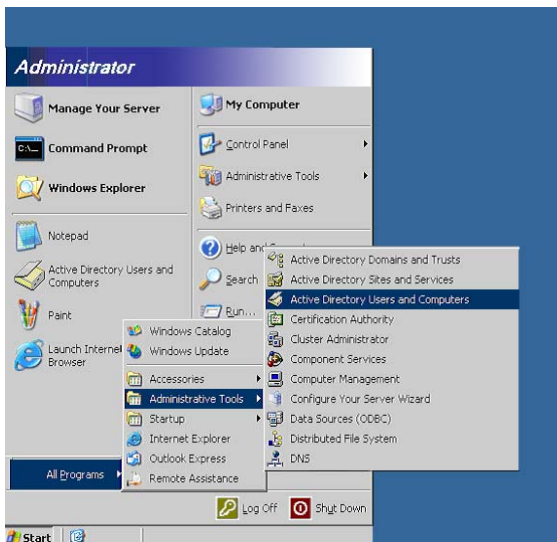 Administrator
Manage Your Server
Command Prompt
Windows Explorer
Notepad
Active Directory Users and
Computers
Paint
Launch Internet
Browser
All Programs
My Computer
Control Panel
Administrative Tools
Printers and Faxes
Help and
Search
Run...
Windows Catalog
Windows Update
Accessories
Administrative Tools
Startup
Internet Explorer
Outlook Express
Remote Assistance
Active Directory Domains and Trusts
Active Directory Sites and Services
Active Directory Users and Computers
Certification Authority
Cluster Administrator
Component Services
Computer Management
Configure Your Server Wizard
Data Sources (ODBC)
Distributed File System
DNS
Log Off
Shut Down
Start